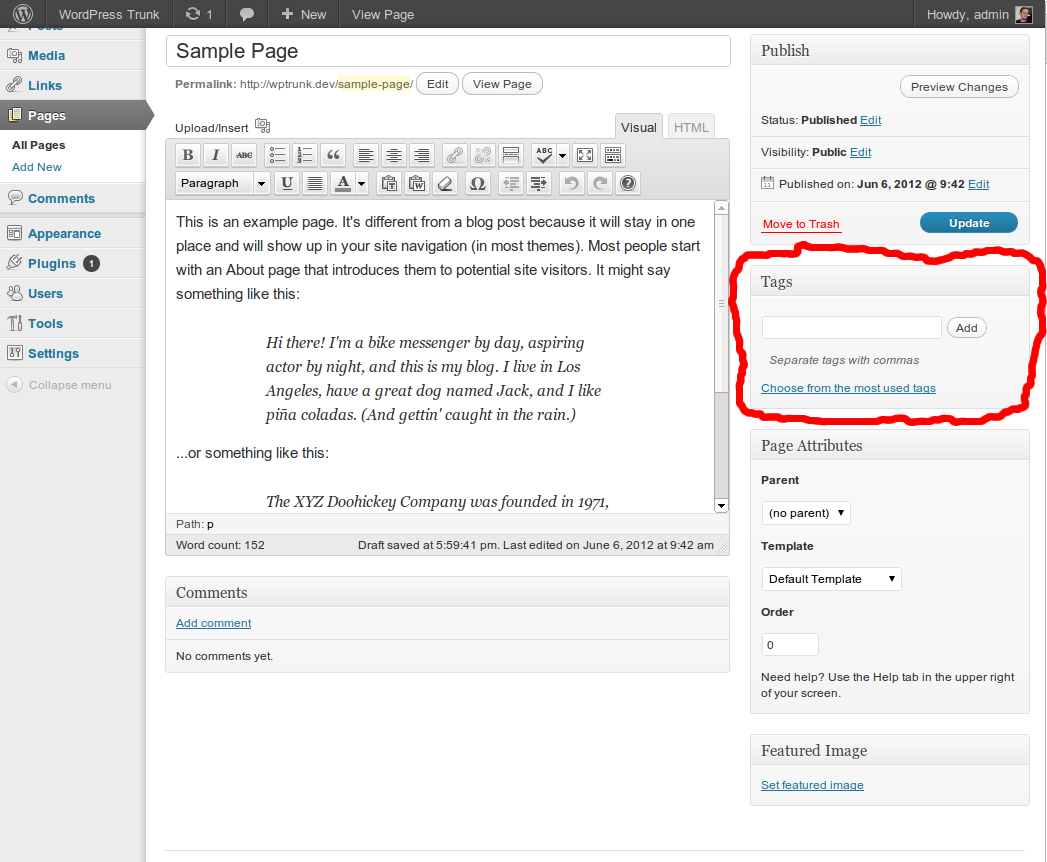 WordPress Trunk 1 New View Page Howdy, admin
Posts
Media
Links
Pages
All Pages
Add New
Comments
Appearance
Plugins 1
Users
Tools
Settings
Collapse menu
Sample Page
Permalink: http://wptrunk.dev/sample-page/ Edit View Page
Upload/Insert Visual HTML
B I ABC ABC
Paragraph U A Ω
This is an example page. It's different from a blog post because it will stay in one
place and will show up in your site navigation (in most themes). Most people start
with an About page that introduces them to potential site visitors. It might say
something like this:
Hi there! I'm a bike messenger by day, aspiring
actor by night, and this is my blog. I live in Los
Angeles, have a great dog named Jack, and I like
piña coladas. (And gettin' caught in the rain.)
...or something like this:
The XYZ Doohickey Company was founded in 1971,
Path: p
Word count: 152 Draft saved at 5:59:41 pm. Last edited on June 6, 2012 at 9:42 am
Comments
Add comment
No comments yet.
Publish
Preview Changes
Status: Published Edit
Visibility: Public Edit
Published on: Jun 6, 2012 @ 9:42 Edit
Move to Trash Update
Tags
Add
Separate tags with commas
Choose from the most used tags
Page Attributes
Parent
(no parent)
Template
Default Template
Order
0
Need help? Use the Help tab in the upper right
of your screen.
Featured Image
Set featured image